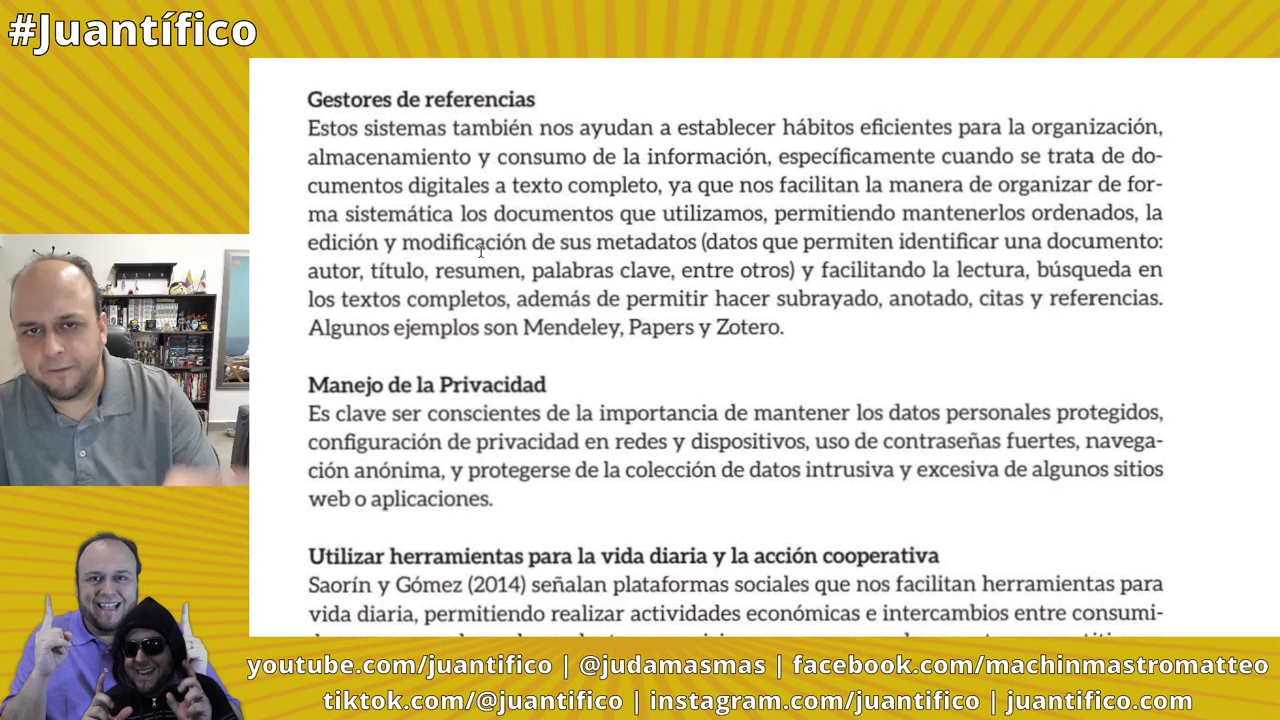 #Juantífico
Gestores de referencias
Estos sistemas también nos ayudan a establecer hábitos eficientes para la organización,
almacenamiento y consumo de la información, específicamente cuando se trata de do-
cumentos digitales a texto completo, ya que nos facilitan la manera de organizar de for-
ma sistemática los documentos que utilizamos, permitiendo mantenerlos ordenados, la
edición y modificación de sus metadatos (datos que permiten identificar una documento:
autor, título, resumen, palabras clave, entre otros) y facilitando la lectura, búsqueda en
los textos completos, además de permitir hacer subrayado, anotado, citas y referencias.
Algunos ejemplos son Mendeley, Papers y Zotero.
Manejo de la Privacidad
Es clave ser conscientes de la importancia de mantener los datos personales protegidos,
configuración de privacidad en redes y dispositivos, uso de contraseñas fuertes, navega-
ción anónima, y protegerse de la colección de datos intrusiva y excesiva de algunos sitios
web o aplicaciones.
Utilizar herramientas para la vida diaria y la acción cooperativa
Saorín y Gómez (2014) señalan plataformas sociales que nos facilitan herramientas para
vida diaria, permitiendo realizar actividades económicas e intercambios entre consumi-
youtube.com/juantifico | @judamasmas | facebook.com/machinmastromatteo
tiktok.com/@juantifico | instagram.com/juantifico | juantifico.com